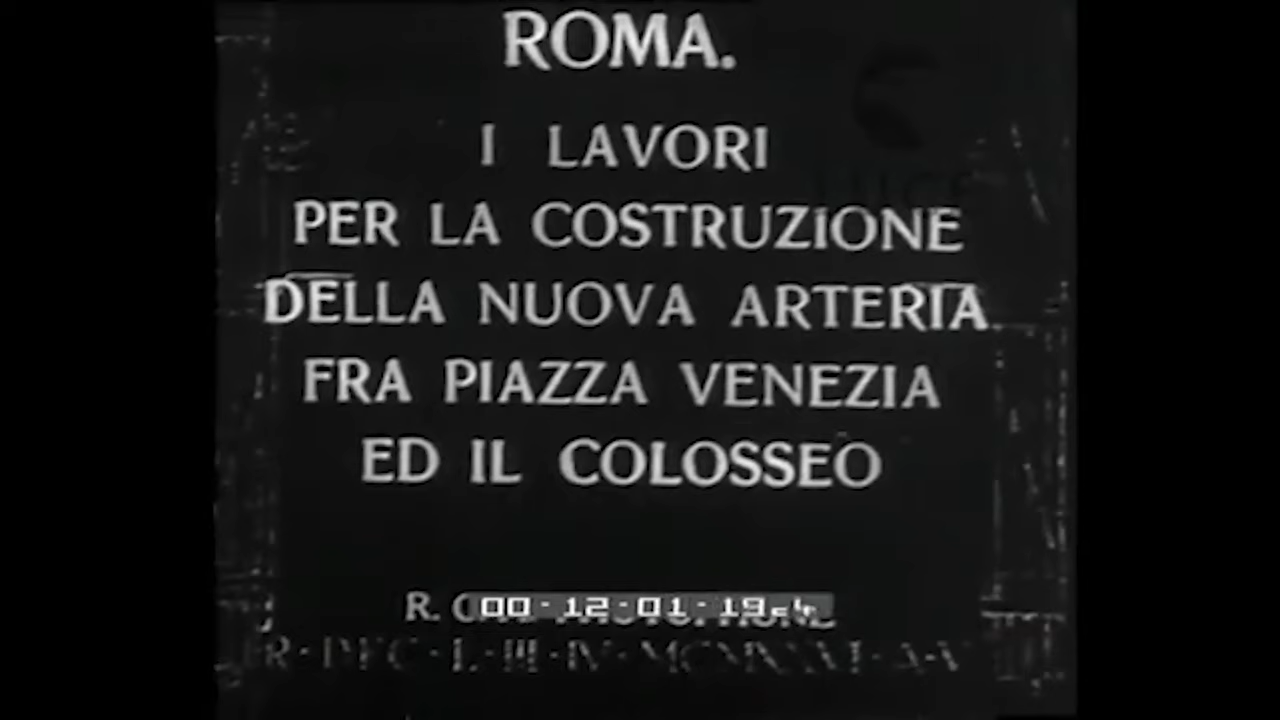 ROMA.
I LAVORI
PER LA COSTRUZIONE
DELLA NUOVA ARTERIA
FRA PIAZZA VENEZIA
ED IL COLOSSEO
R.
00:12:01:19